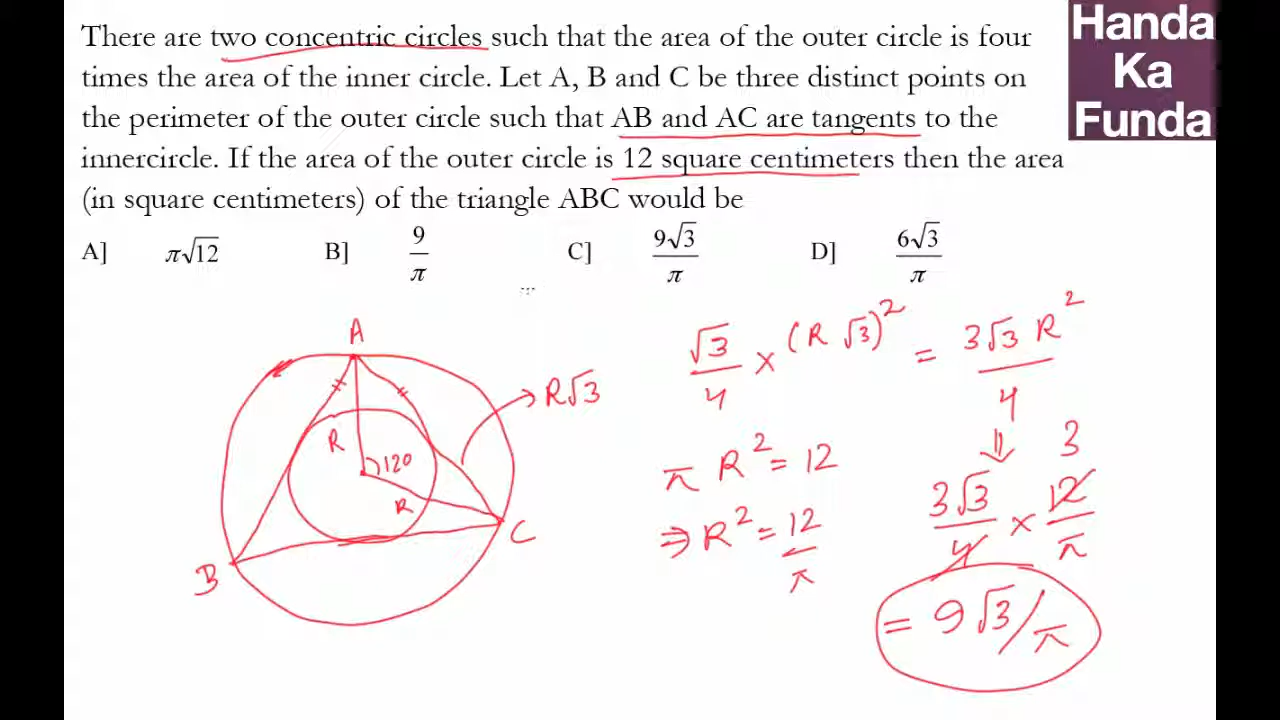 There are two concentric circles such that the area of the outer circle is four
times the area of the inner circle. Let A, B and C be three distinct points on
the perimeter of the outer circle such that AB and AC are tangents to the
innercircle. If the area of the outer circle is 12 square centimeters then the area
(in square centimeters) of the triangle ABC would be
A] π√12 B] 9/π C] 9√3/π D] 6√3/π
Handa
Ka
Funda
A
R
120
R
B
C
R√3
√3/4 × (R√3)² = 3√3 R²/4
π R² = 12
⇒ R² = 12/π
⇓
3√3/4 × 12/π
3
= 9√3/π